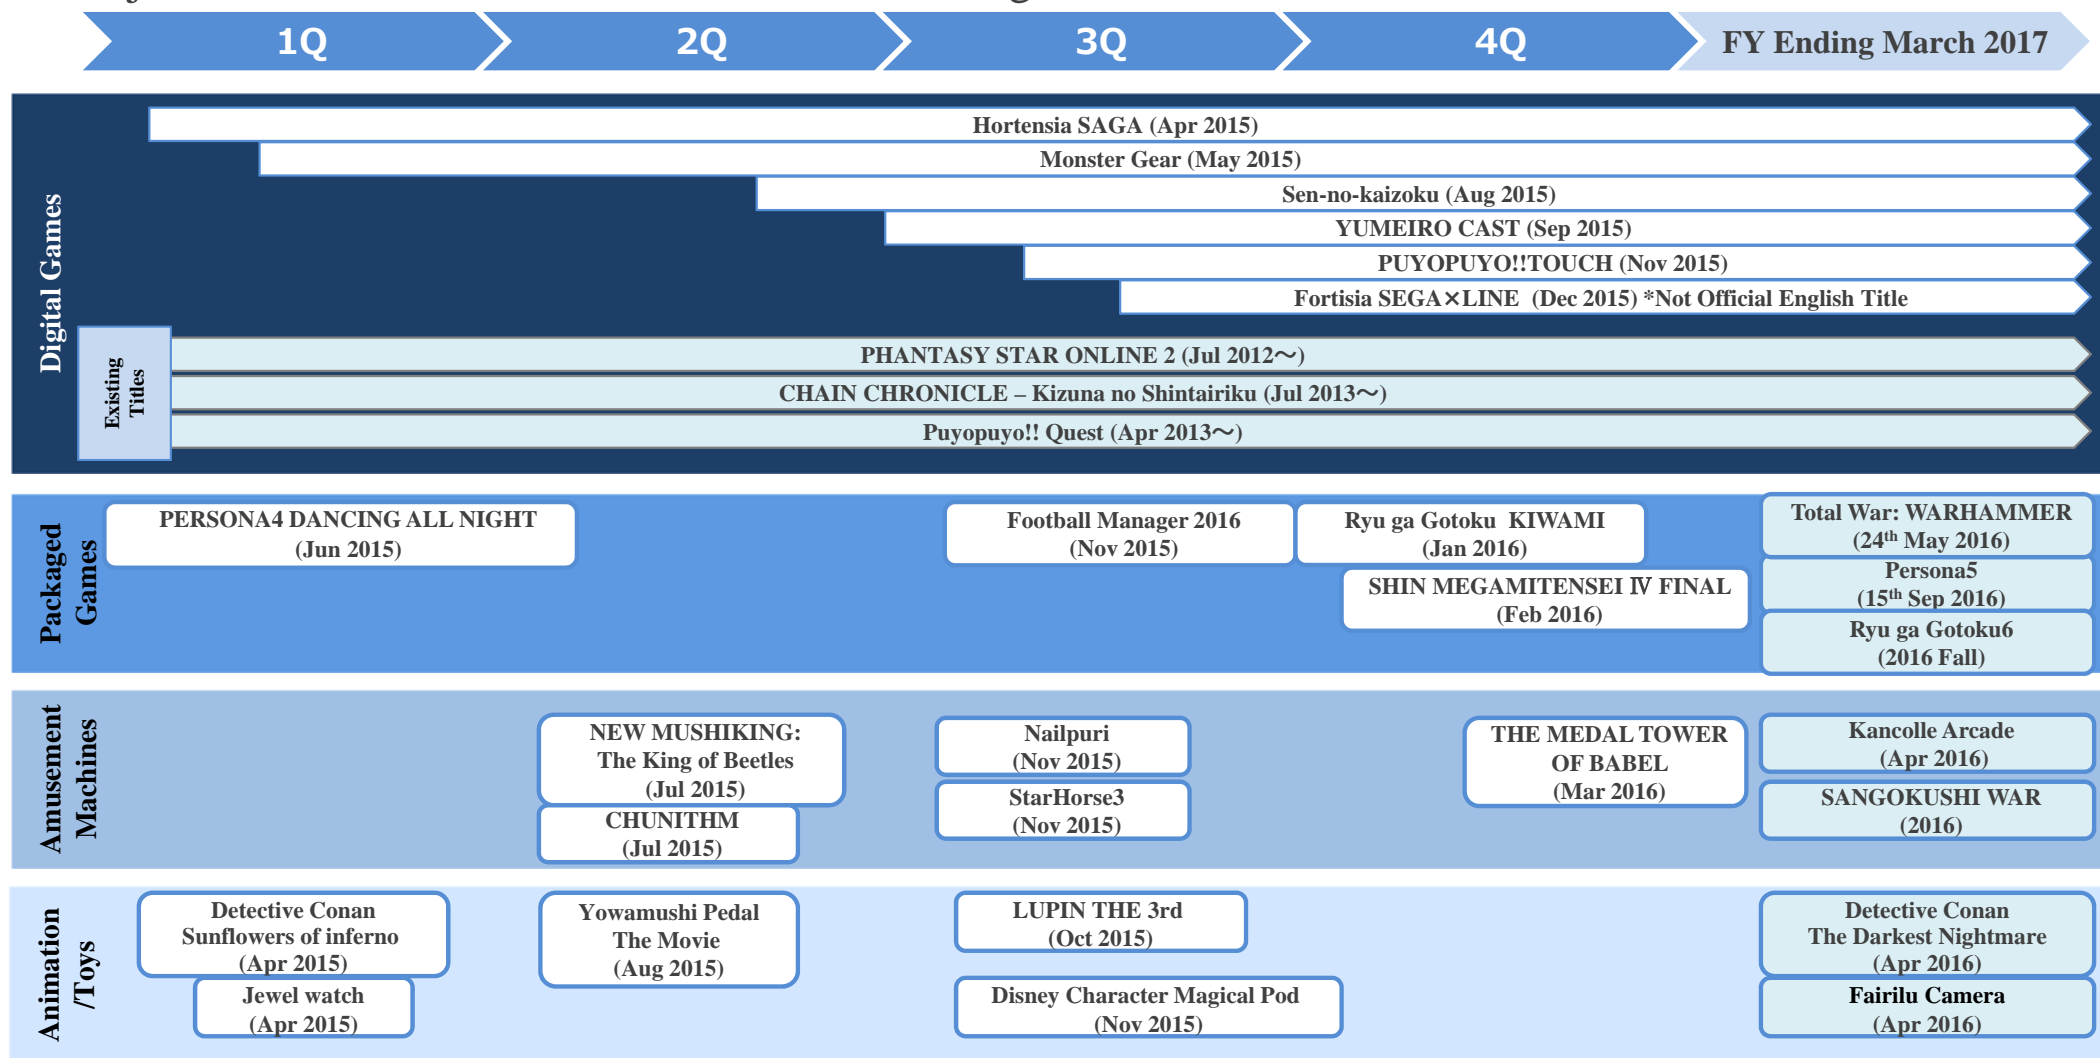 1Q
2Q
3Q
4Q
FY Ending March 2017
Digital Games
Hortensia SAGA (Apr 2015)
Monster Gear (May 2015)
Sen-no-kaizoku (Aug 2015)
YUMEIRO CAST (Sep 2015)
PUYOPUYO!!TOUCH (Nov 2015)
Fortisia SEGA×LINE (Dec 2015) *Not Official English Title
Existing
Titles
PHANTASY STAR ONLINE 2 (Jul 2012～)
CHAIN CHRONICLE – Kizuna no Shintairiku (Jul 2013～)
Puyopuyo!! Quest (Apr 2013～)
Packaged
Games
PERSONA4 DANCING ALL NIGHT
(Jun 2015)
Football Manager 2016
(Nov 2015)
Ryu ga Gotoku KIWAMI
(Jan 2016)
SHIN MEGAMITENSEI Ⅳ FINAL
(Feb 2016)
Total War: WARHAMMER
(24th May 2016)
Persona5
(15th Sep 2016)
Ryu ga Gotoku6
(2016 Fall)
Amusement
Machines
NEW MUSHIKING:
The King of Beetles
(Jul 2015)
CHUNITHM
(Jul 2015)
Nailpuri
(Nov 2015)
StarHorse3
(Nov 2015)
THE MEDAL TOWER
OF BABEL
(Mar 2016)
Kancolle Arcade
(Apr 2016)
SANGOKUSHI WAR
(2016)
Animation
/Toys
Detective Conan
Sunflowers of inferno
(Apr 2015)
Jewel watch
(Apr 2015)
Yowamushi Pedal
The Movie
(Aug 2015)
LUPIN THE 3rd
(Oct 2015)
Disney Character Magical Pod
(Nov 2015)
Detective Conan
The Darkest Nightmare
(Apr 2016)
Fairilu Camera
(Apr 2016)